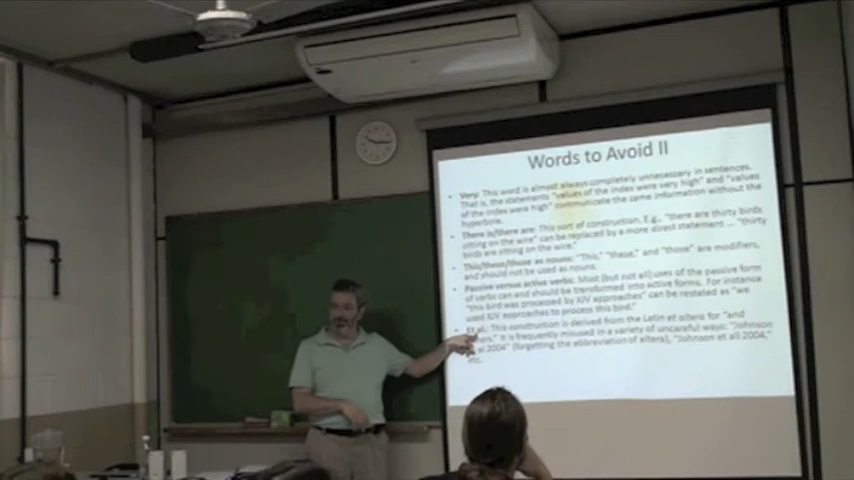 Words to Avoid II
• Very: This word is almost always completely unnecessary in sentences.
That is, the statements "values of the index were very high" and "values
of the index were high" communicate the same information without the
hyperbole.
• There is/there are: This sort of construction. E.g., "there are thirty birds
sitting on the wire" can be replaced by a more direct statement ... "thirty
birds are sitting on the wire."
• This/these/those as nouns: "This," "these," and "those" are modifiers,
and should not be used as nouns.
• Passive versus active verbs: Most (but not all) uses of the passive form
of verbs can and should be transformed into active forms. For instance
"this bird was processed by XJV approaches" can be restated as "we
used XJV approaches to process this bird."
• Et al.: This construction is derived from the Latin et altera for "and
It is frequently misused in a variety of uncareful ways: "Johnson
al 2004" (forgetting the abbreviation of altera), "Johnson et all 2004,"
etc.